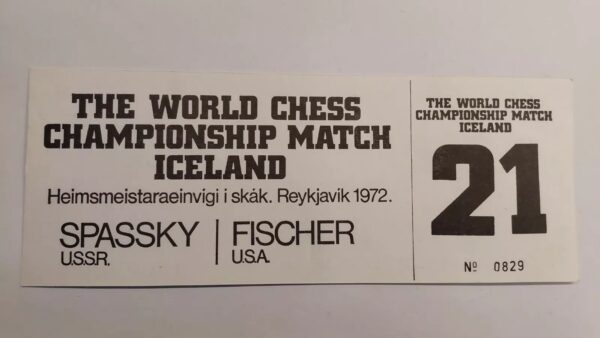 THE WORLD CHESS
CHAMPIONSHIP MATCH
ICELAND
Heimsmeistaraeinvigi i skák. Reykjavik 1972.
SPASSKY
U.S.S.R.
FISCHER
U.S.A.
THE WORLD CHESS
CHAMPIONSHIP MATCH
ICELAND
21
Nº 0829